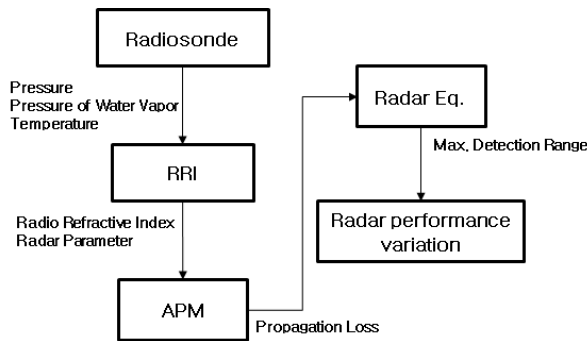 Radiosonde
Pressure
Pressure of Water Vapor
Temperature
RRI
Radio Refractive Index
Radar Parameter
APM
Propagation Loss
Radar Eq.
Max, Detection Range
Radar performance
variation